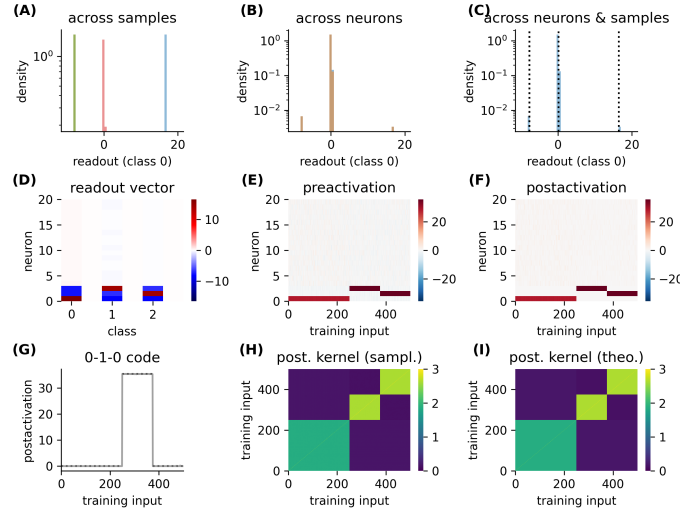 (A) across samples
10⁰
density
0 20
readout (class 0)
(B) across neurons
10⁰
10⁻¹
10⁻²
density
0 20
readout (class 0)
(C) across neurons & samples
10⁰
10⁻¹
10⁻²
density
0 20
readout (class 0)
(D) readout vector
20
15
10
5
0
neuron
0 1 2
class
10
0
−10
(E) preactivation
20
15
10
5
0
neuron
0 200 400
training input
20
0
−20
(F) postactivation
20
15
10
5
0
neuron
0 200 400
training input
20
0
−20
(G) 0-1-0 code
30
20
10
0
postactivation
0 200 400
training input
(H) post. kernel (sampl.)
400
200
0
training input
0 200 400
training input
3
2
1
0
(I) post. kernel (theo.)
400
200
0
training input
0 200 400
training input
3
2
1
0